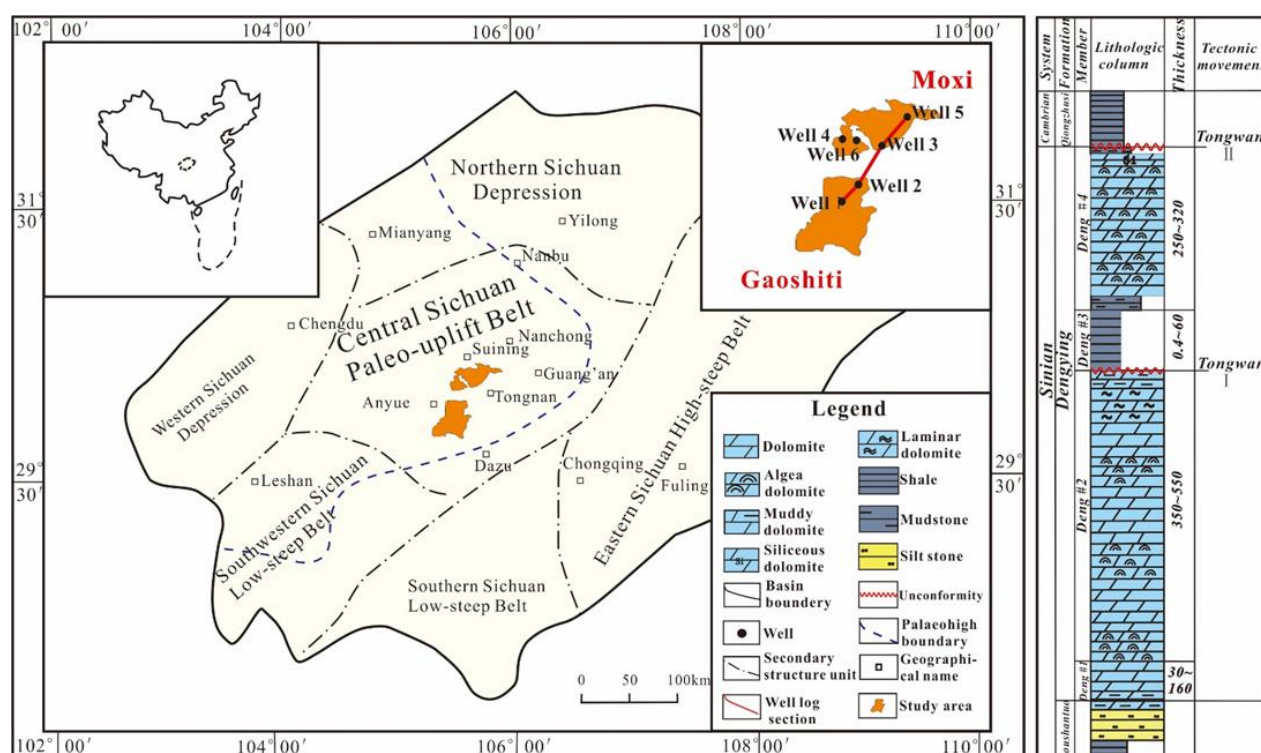 102° 00′
104° 00′
106° 00′
108° 00′
110° 00′
31°
30′
29°
30′
31°
30′
29°
30′
102° 00′
104° 00′
106° 00′
108° 00′
110° 00′
Northern Sichuan
Depression
Mianyang
Yilong
Nanbu
Chengdu
Central Sichuan
Paleo-uplift Belt
Nanchong
Suining
Guang'an
Anyue
Tongnan
Western Sichuan
Depression
Dazu
Chongqing
Fuling
Leshan
Eastern Sichuan High-steep Belt
Southwestern Sichuan
Low-steep Belt
Southern Sichuan
Low-steep Belt
0 50 100km
Moxi
Well 5
Well 4
Well 6
Well 3
Well 2
Well
Gaoshiti
Legend
Dolomite
Laminar
dolomite
Algea
dolomite
Shale
Muddy
dolomite
Mudstone
Siliceous
dolomite
Si
Silt stone
Basin
boundery
Unconformity
Well
Palaeohigh
boundary
Secondary
structure unit
Geographi-
cal name
Well log
section
Study area
System
Formation
Member
Lithologic
column
Thickness
Tectonic
movement
Cambrian
Qiongzhusi
Tongwan
II
Sinian
Dengying
Deng #4
250~320
Deng #3
0.4~60
Tongwan
I
Deng #2
350~550
Deng #1
30~
160
oushantuo